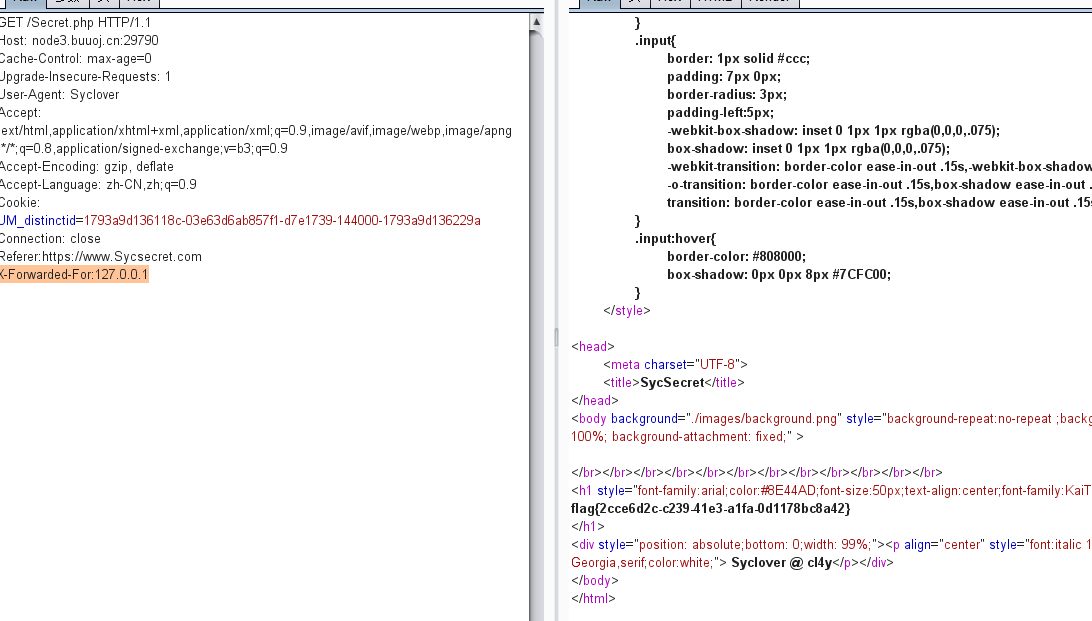 GET /Secret.php HTTP/1.1
Host: node3.buuoj.cn:29790
Cache-Control: max-age=0
Upgrade-Insecure-Requests: 1
User-Agent: Syclover
Accept:
ext/html,application/xhtml+xml,application/xml;q=0.9,image/avif,image/webp,image/apng
*/*;q=0.8,application/signed-exchange;v=b3;q=0.9
Accept-Encoding: gzip, deflate
Accept-Language: zh-CN,zh;q=0.9
Cookie:
UM_distinctid=1793a9d136118c-03e63d6ab857f1-d7e1739-144000-1793a9d136229a
Connection: close
Referer:https://www.Sycsecret.com
X-Forwarded-For:127.0.0.1
}
.input{
border: 1px solid #ccc;
padding: 7px 0px;
border-radius: 3px;
padding-left:5px;
-webkit-box-shadow: inset 0 1px 1px rgba(0,0,0,.075);
box-shadow: inset 0 1px 1px rgba(0,0,0,.075);
-webkit-transition: border-color ease-in-out .15s,-webkit-box-shadow
-o-transition: border-color ease-in-out .15s,box-shadow ease-in-out .
transition: border-color ease-in-out .15s,box-shadow ease-in-out .15s
}
.input:hover{
border-color: #808000;
box-shadow: 0px 0px 8px #7CFC00;
}
</style>
<head>
<meta charset="UTF-8">
<title>SycSecret</title>
</head>
<body background="./images/background.png" style="background-repeat:no-repeat ;backg
100%; background-attachment: fixed;" >
</br></br></br></br></br></br></br></br></br></br></br></br>
<h1 style="font-family:arial;color:#8E44AD;font-size:50px;text-align:center;font-family:KaiT
flag{2cce6d2c-c239-41e3-a1fa-0d1178bc8a42}
</h1>
<div style="position: absolute;bottom: 0;width: 99%;"><p align="center" style="font:italic 1
Georgia,serif;color:white;"> Syclover @ cl4y</p></div>
</body>
</html>